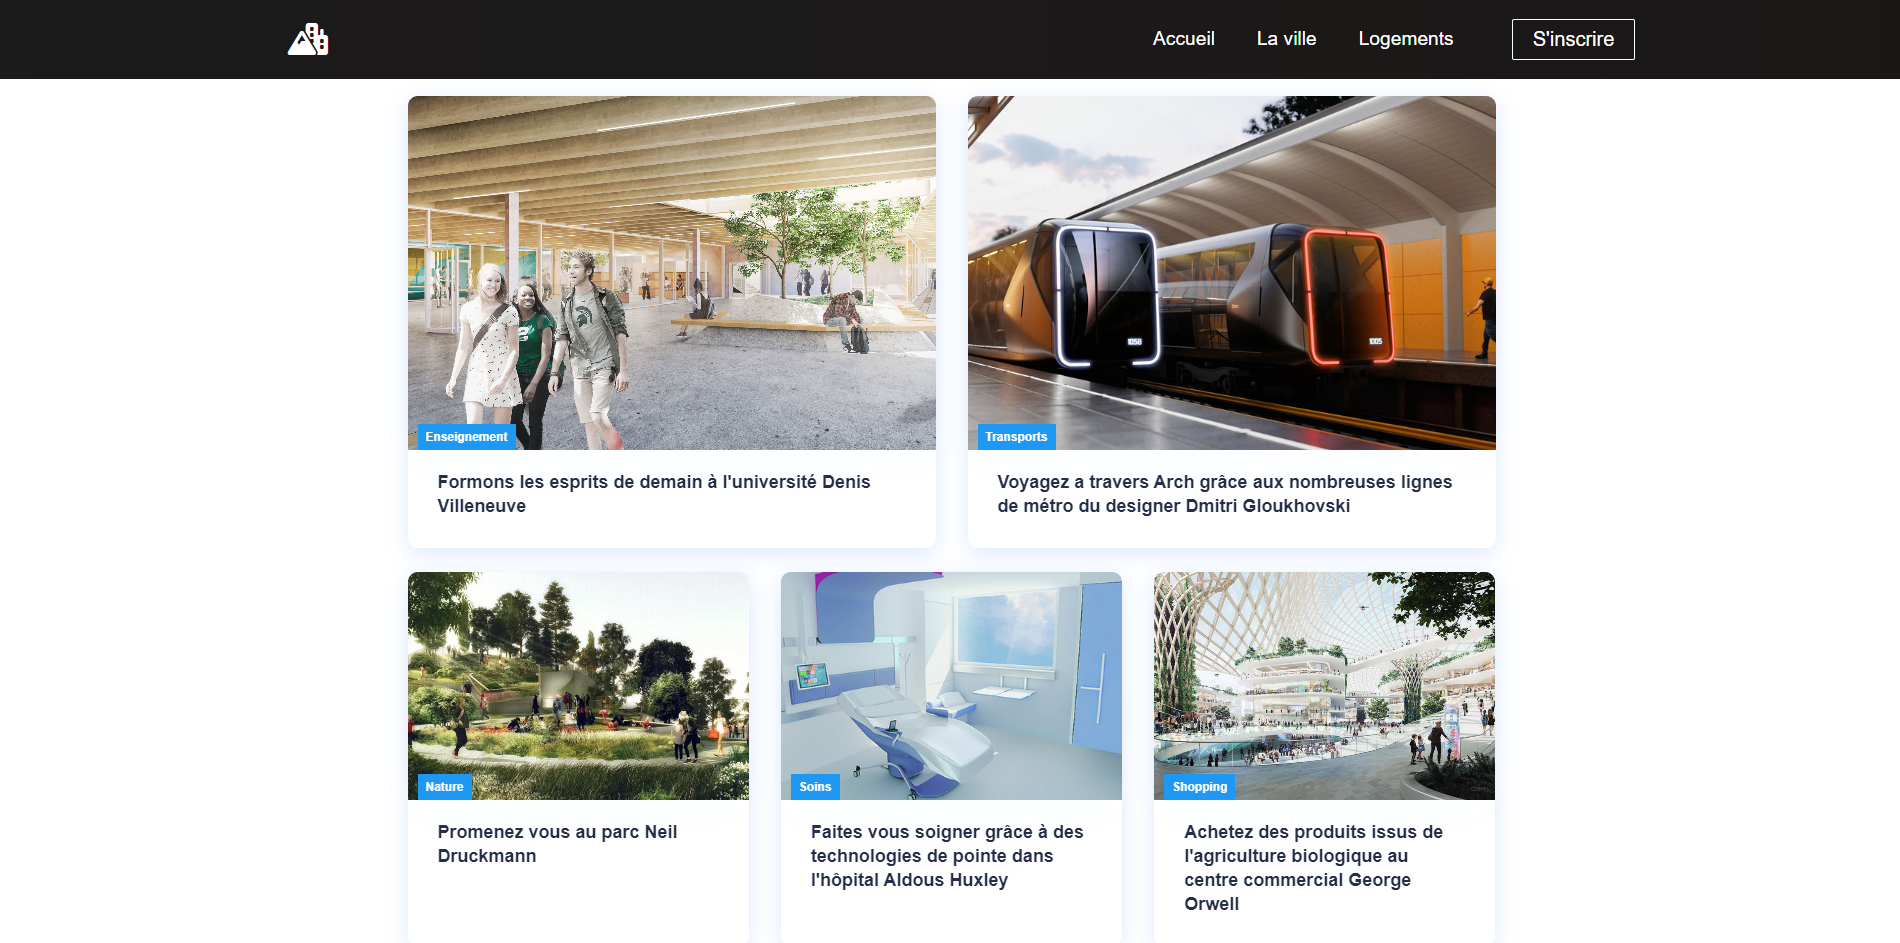 Accueil
La ville
Logements
S'inscrire
1058
1005
Enseignement
Transports
Formons les esprits de demain à l'université Denis
Villeneuve
Voyagez a travers Arch grâce aux nombreuses lignes
de métro du designer Dmitri Gloukhovski
Nature
Soins
Shopping
Promenez vous au parc Neil
Druckmann
Faites vous soigner grâce à des
technologies de pointe dans
l'hôpital Aldous Huxley
Achetez des produits issus de
l'agriculture biologique au
centre commercial George
Orwell